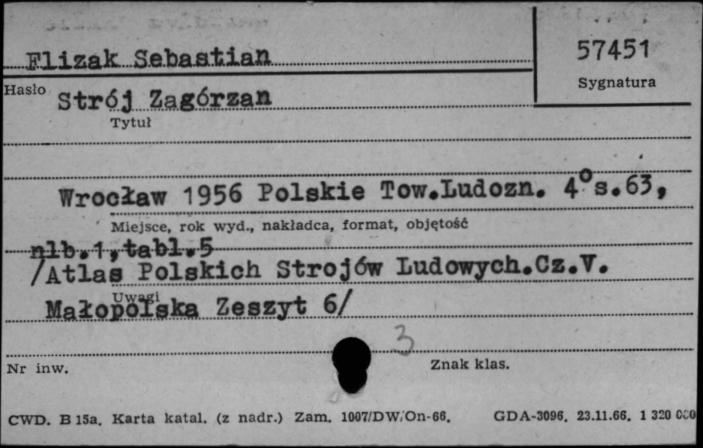 Flizak Sebastian
57451
Sygnatura
Hasło
Strój Zagórzan
Tytuł
Wrocław 1956 Polskie Tow.Ludozn. 4° s.63,
Miejsce, rok wyd., nakładca, format, objętość
nlb.1,tabl.5
/Atlas Polskich Strojów Ludowych.Cz.V.
Uwagi
Małopolska Zeszyt 6/
3
Nr inw.
Znak klas.
CWD. B 15a. Karta katal. (z nadr.) Zam. 1007/DW/On-66. GDA-3096. 23.11.66. 1 320 000